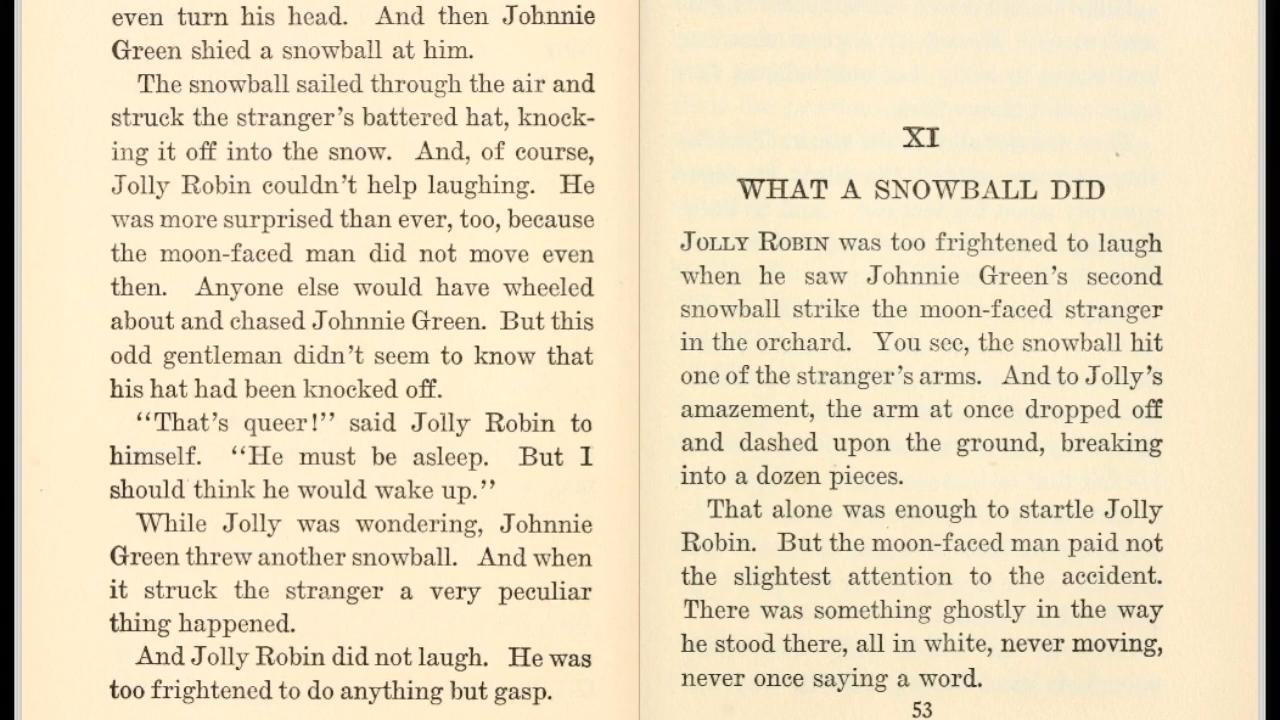 even turn his head. And then Johnnie
Green shied a snowball at him.
The snowball sailed through the air and
struck the stranger's battered hat, knock-
ing it off into the snow. And, of course,
Jolly Robin couldn't help laughing. He
was more surprised than ever, too, because
the moon-faced man did not move even
then. Anyone else would have wheeled
about and chased Johnnie Green. But this
odd gentleman didn't seem to know that
his hat had been knocked off.
"That's queer!" said Jolly Robin to
himself. "He must be asleep. But I
should think he would wake up."
While Jolly was wondering, Johnnie
Green threw another snowball. And when
it struck the stranger a very peculiar
thing happened.
And Jolly Robin did not laugh. He was
too frightened to do anything but gasp.
XI
WHAT A SNOWBALL DID
JOLLY ROBIN was too frightened to laugh
when he saw Johnnie Green's second
snowball strike the moon-faced stranger
in the orchard. You see, the snowball hit
one of the stranger's arms. And to Jolly's
amazement, the arm at once dropped off
and dashed upon the ground, breaking
into a dozen pieces.
That alone was enough to startle Jolly
Robin. But the moon-faced man paid not
the slightest attention to the accident.
There was something ghostly in the way
he stood there, all in white, never moving,
never once saying a word.
53